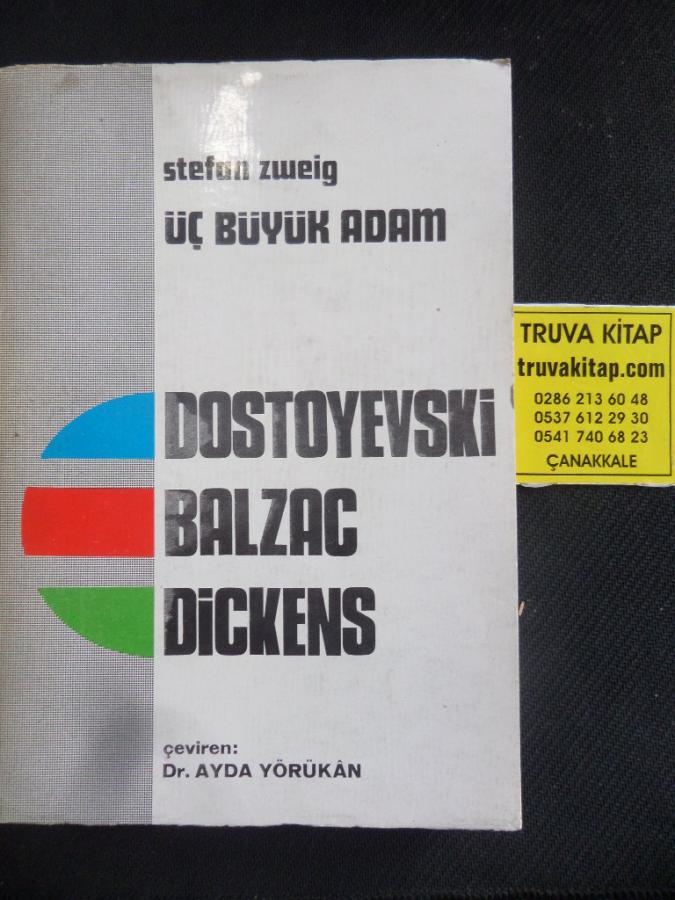 stefan zweig
ÜÇ BÜYÜK ADAM
DOSTOYEVSKİ
BALZAC
DİCKENS
çeviren:
Dr. AYDA YÖRÜKÂN
TRUVA KİTAP
truvakitap.com
0286 213 60 48
0537 612 29 30
0541 740 68 23
ÇANAKKALE